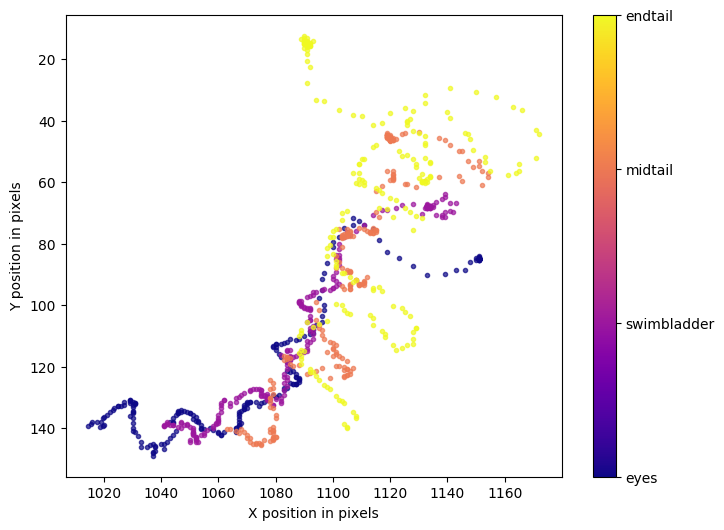 20
40
60
80
100
120
140
Y position in pixels
1020 1040 1060 1080 1100 1120 1140 1160
X position in pixels
endtail
midtail
swimbladder
eyes